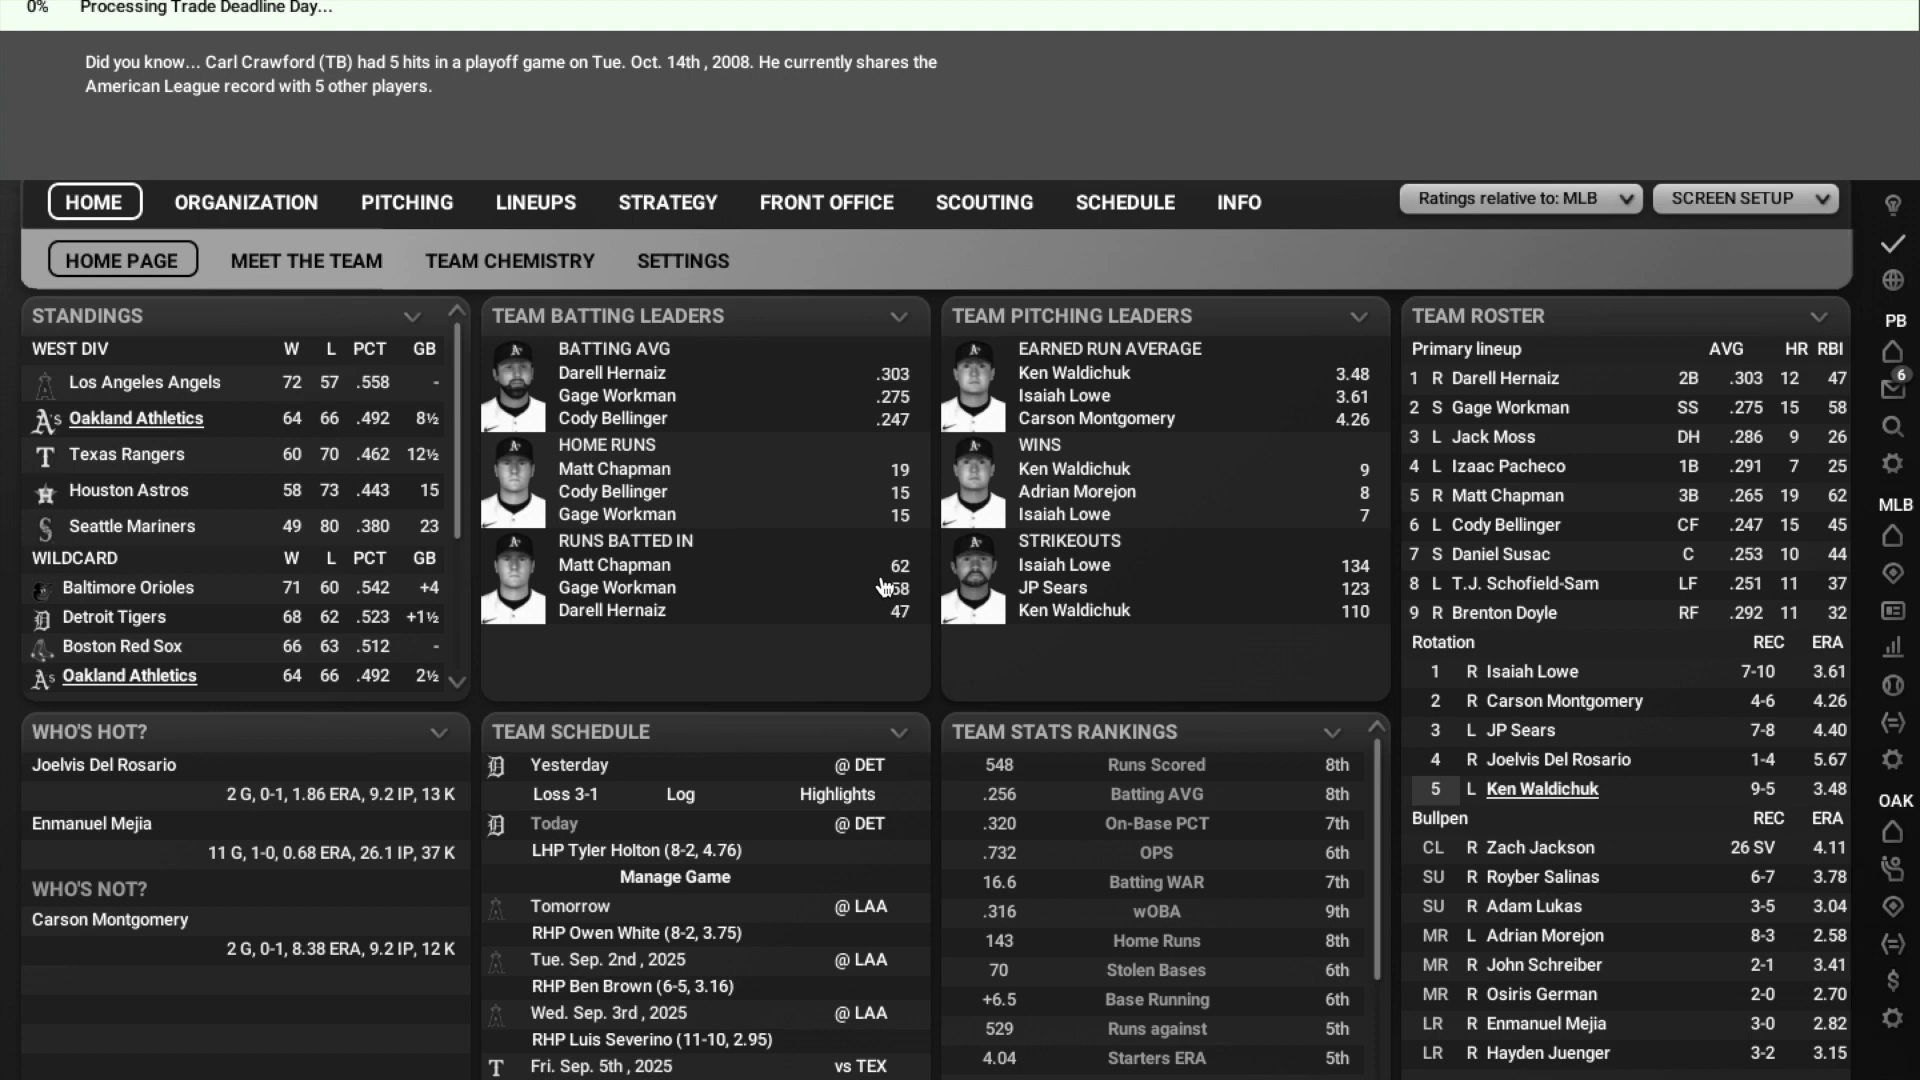 0% Processing Trade Deadline Day...
Did you know... Carl Crawford (TB) had 5 hits in a playoff game on Tue. Oct. 14th , 2008. He currently shares the
American League record with 5 other players.
HOME ORGANIZATION PITCHING LINEUPS STRATEGY FRONT OFFICE SCOUTING SCHEDULE INFO Ratings relative to: MLB SCREEN SETUP
HOME PAGE MEET THE TEAM TEAM CHEMISTRY SETTINGS
STANDINGS
WEST DIV W L PCT GB
Los Angeles Angels 72 57 .558 -
Oakland Athletics 64 66 .492 8½
Texas Rangers 60 70 .462 12½
Houston Astros 58 73 .443 15
Seattle Mariners 49 80 .380 23
WILDCARD W L PCT GB
Baltimore Orioles 71 60 .542 +4
Detroit Tigers 68 62 .523 +1½
Boston Red Sox 66 63 .512 -
Oakland Athletics 64 66 .492 2½
TEAM BATTING LEADERS
BATTING AVG
Darell Hernaiz .303
Gage Workman .275
Cody Bellinger .247
HOME RUNS
Matt Chapman 19
Cody Bellinger 15
Gage Workman 15
RUNS BATTED IN
Matt Chapman 62
Gage Workman 58
Darell Hernaiz 47
TEAM PITCHING LEADERS
EARNED RUN AVERAGE
Ken Waldichuk 3.48
Isaiah Lowe 3.61
Carson Montgomery 4.26
WINS
Ken Waldichuk 9
Adrian Morejon 8
Isaiah Lowe 7
STRIKEOUTS
Isaiah Lowe 134
JP Sears 123
Ken Waldichuk 110
TEAM ROSTER
Primary lineup AVG HR RBI
1 R Darell Hernaiz 2B .303 12 47
2 S Gage Workman SS .275 15 58
3 L Jack Moss DH .286 9 26
4 L Izaac Pacheco 1B .291 7 25
5 R Matt Chapman 3B .265 19 62
6 L Cody Bellinger CF .247 15 45
7 S Daniel Susac C .253 10 44
8 L T.J. Schofield-Sam LF .251 11 37
9 R Brenton Doyle RF .292 11 32
Rotation REC ERA
1 R Isaiah Lowe 7-10 3.61
2 R Carson Montgomery 4-6 4.26
3 L JP Sears 7-8 4.40
4 R Joelvis Del Rosario 1-4 5.67
5 L Ken Waldichuk 9-5 3.48
Bullpen REC ERA
CL R Zach Jackson 26 SV 4.11
SU R Royber Salinas 6-7 3.78
SU R Adam Lukas 3-5 3.04
MR L Adrian Morejon 8-3 2.58
MR R John Schreiber 2-1 3.41
MR R Osiris German 2-0 2.70
LR R Enmanuel Mejia 3-0 2.82
LR R Hayden Juenger 3-2 3.15
WHO'S HOT?
Joelvis Del Rosario
2 G, 0-1, 1.86 ERA, 9.2 IP, 13 K
Enmanuel Mejia
11 G, 1-0, 0.68 ERA, 26.1 IP, 37 K
WHO'S NOT?
Carson Montgomery
2 G, 0-1, 8.38 ERA, 9.2 IP, 12 K
TEAM SCHEDULE
Yesterday @ DET
Loss 3-1 Log Highlights
Today @ DET
LHP Tyler Holton (8-2, 4.76)
Manage Game
Tomorrow @ LAA
RHP Owen White (8-2, 3.75)
Tue. Sep. 2nd , 2025 @ LAA
RHP Ben Brown (6-5, 3.16)
Wed. Sep. 3rd , 2025 @ LAA
RHP Luis Severino (11-10, 2.95)
Fri. Sep. 5th , 2025 vs TEX
TEAM STATS RANKINGS
548 Runs Scored 8th
.256 Batting AVG 8th
.320 On-Base PCT 7th
.732 OPS 6th
16.6 Batting WAR 7th
.316 wOBA 9th
143 Home Runs 8th
70 Stolen Bases 6th
+6.5 Base Running 6th
529 Runs against 5th
4.04 Starters ERA 5th
PB
6
MLB
OAK